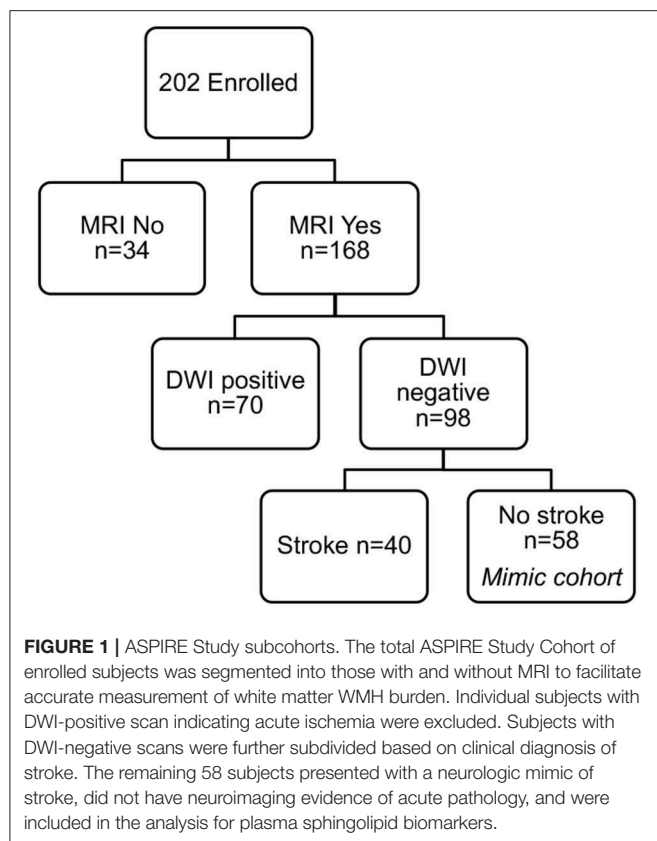 202 Enrolled
MRI No
n=34
MRI Yes
n=168
DWI positive
n=70
DWI
negative
n=98
Stroke n=40
No stroke
n=58
Mimic cohort
FIGURE 1 | ASPIRE Study subcohorts. The total ASPIRE Study Cohort of
enrolled subjects was segmented into those with and without MRI to facilitate
accurate measurement of white matter WMH burden. Individual subjects with
DWI-positive scan indicating acute ischemia were excluded. Subjects with
DWI-negative scans were further subdivided based on clinical diagnosis of
stroke. The remaining 58 subjects presented with a neurologic mimic of
stroke, did not have neuroimaging evidence of acute pathology, and were
included in the analysis for plasma sphingolipid biomarkers.